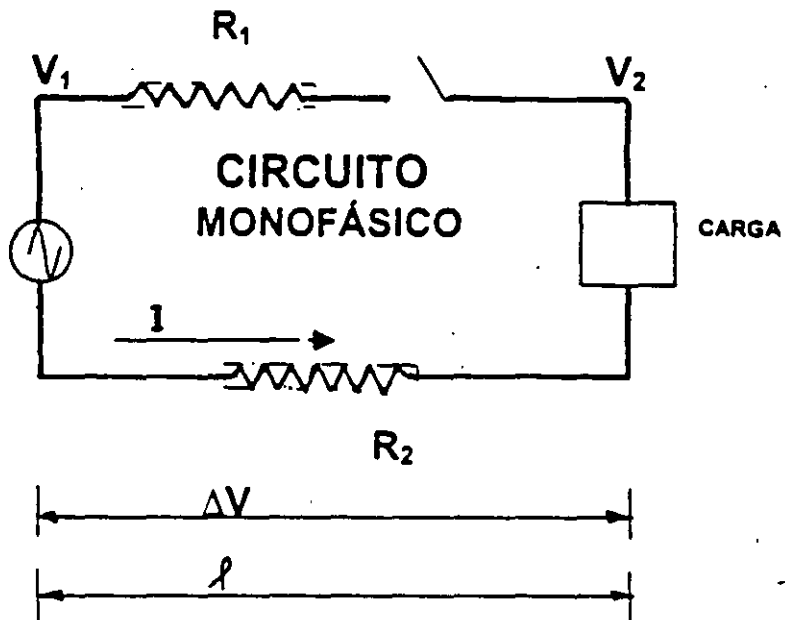 R₁
V₁
V₂
CIRCUITO
MONOFÁSICO
CARGA
I
R₂
ΔV
ℓ